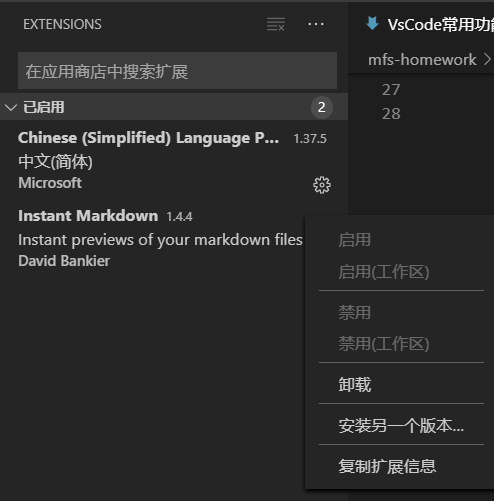 EXTENSIONS
在应用商店中搜索扩展
已启用
2
Chinese (Simplified) Language P... 1.37.5
中文(简体)
Microsoft
Instant Markdown 1.4.4
Instant previews of your markdown files
David Bankier
VsCode常用功
mfs-homework
27
28
启用
启用(工作区)
禁用
禁用(工作区)
卸载
安装另一个版本...
复制扩展信息